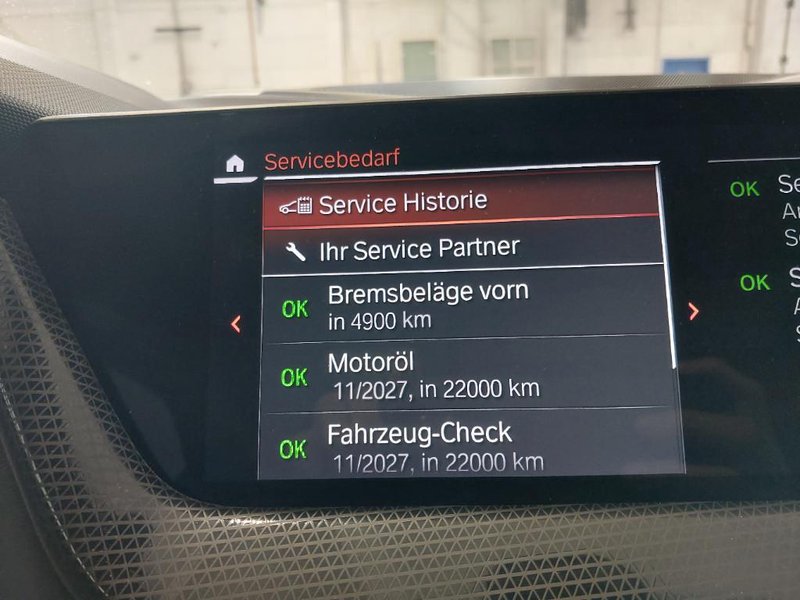 Servicebedarf
Service Historie
Ihr Service Partner
OK Bremsbeläge vorn
in 4900 km
OK Motoröl
11/2027, in 22000 km
OK Fahrzeug-Check
11/2027, in 22000 km
OK
OK